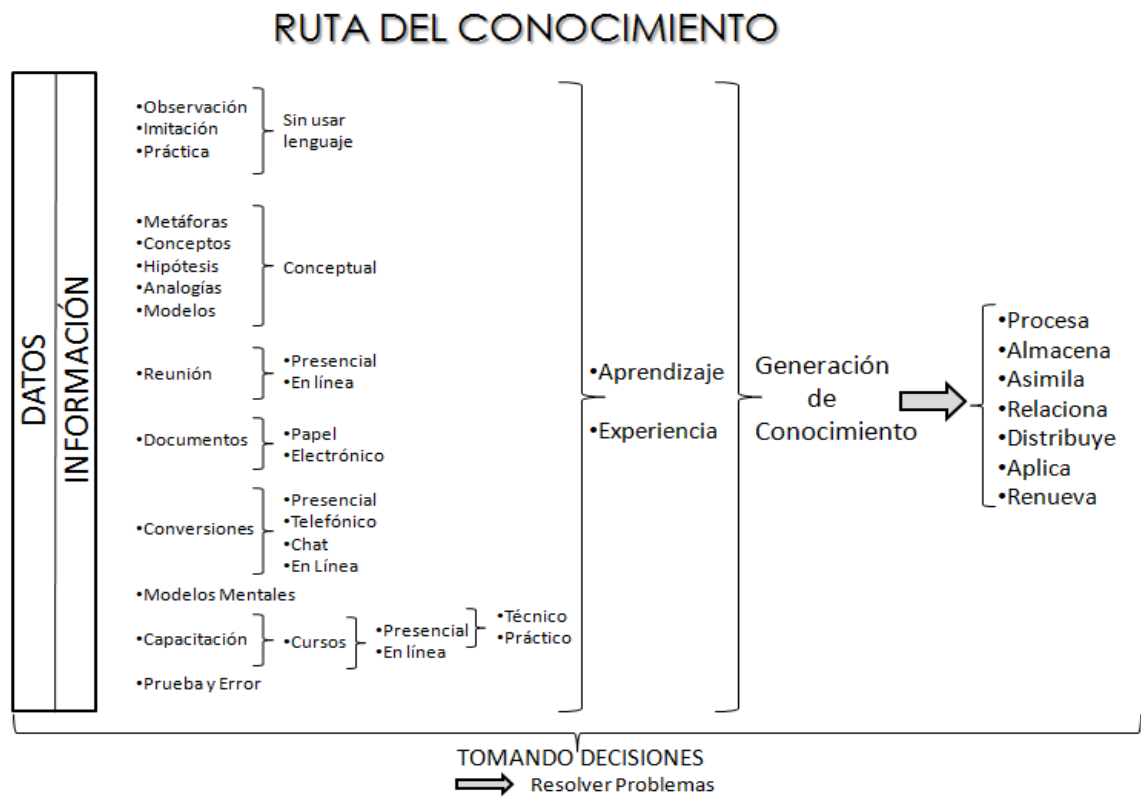 RUTA DEL CONOCIMIENTO
DATOS
INFORMACIÓN
•Observación
•Imitación
•Práctica
Sin usar
lenguaje
•Metáforas
•Conceptos
•Hipótesis
•Analogías
•Modelos
Conceptual
•Reunión
•Presencial
•En línea
•Documentos
•Papel
•Electrónico
•Conversiones
•Presencial
•Telefónico
•Chat
•En Línea
•Modelos Mentales
•Capacitación
•Cursos
•Presencial
•En línea
•Técnico
•Práctico
•Prueba y Error
•Aprendizaje
•Experiencia
Generación
de
Conocimiento
•Procesa
•Almacena
•Asimila
•Relaciona
•Distribuye
•Aplica
•Renueva
TOMANDO DECISIONES
Resolver Problemas